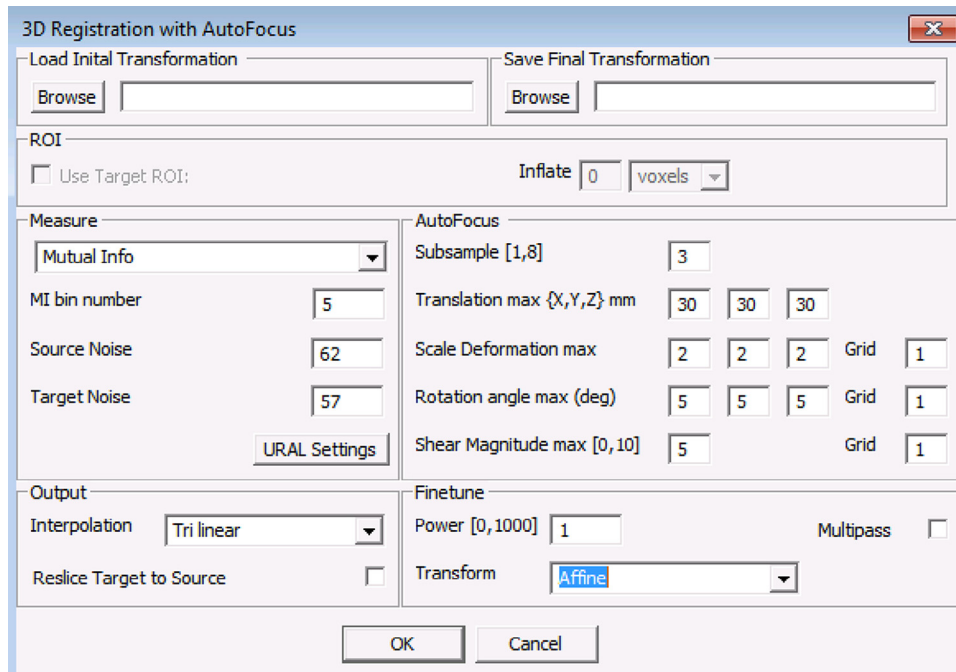 3D Registration with AutoFocus
Load Inital Transformation
Save Final Transformation
Browse
Browse
ROI
Use Target ROI:
Inflate 0 voxels
Measure
Mutual Info
MI bin number 5
Source Noise 62
Target Noise 57
URAL Settings
AutoFocus
Subsample [1,8] 3
Translation max {X,Y,Z} mm 30 30 30
Scale Deformation max 2 2 2 Grid 1
Rotation angle max (deg) 5 5 5 Grid 1
Shear Magnitude max [0,10] 5 Grid 1
Output
Interpolation Tri linear
Reslice Target to Source
Finetune
Power [0,1000] 1 Multipass
Transform Affine
OK Cancel